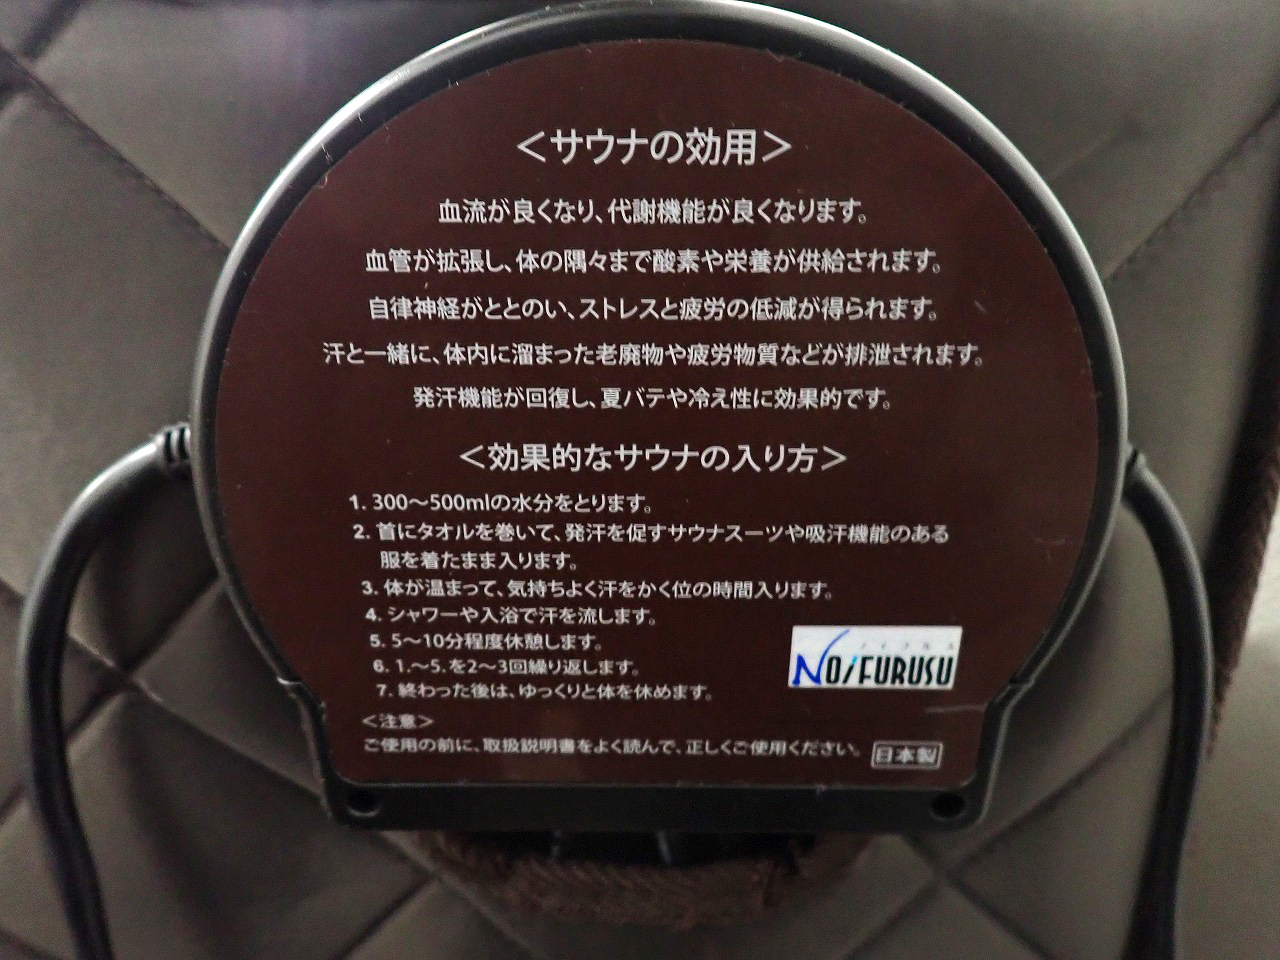 ＜サウナの効用＞
血流が良くなり、代謝機能が良くなります。
血管が拡張し、体の隅々まで酸素や栄養が供給されます。
自律神経がととのい、ストレスと疲労の低減が得られます。
汗と一緒に、体内に溜まった老廃物や疲労物質などが排泄されます。
発汗機能が回復し、夏バテや冷え性に効果的です。
＜効果的なサウナの入り方＞
1. 300〜500mlの水分をとります。
2. 首にタオルを巻いて、発汗を促すサウナスーツや吸汗機能のある
服を着たまま入ります。
3. 体が温まって、気持ちよく汗をかく位の時間入ります。
4. シャワーや入浴で汗を流します。
5. 5〜10分程度休憩します。
6. 1.〜5.を2〜3回繰り返します。
7. 終わった後は、ゆっくりと体を休めます。
ノイフルス
NOiFURUSU
＜注意＞
ご使用の前に、取扱説明書をよく読んで、正しくご使用ください。
日本製